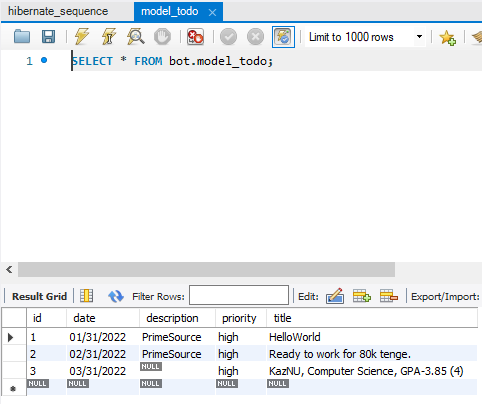 hibernate_sequence model_todo
Limit to 1000 rows
1 SELECT * FROM bot.model_todo;
Result Grid Filter Rows: Edit: Export/Import:
id date description priority title
1 01/31/2022 PrimeSource high HelloWorld
2 02/31/2022 PrimeSource high Ready to work for 80k tenge.
3 03/31/2022 NULL high KazNU, Computer Science, GPA-3.85 (4)
NULL NULL NULL NULL NULL